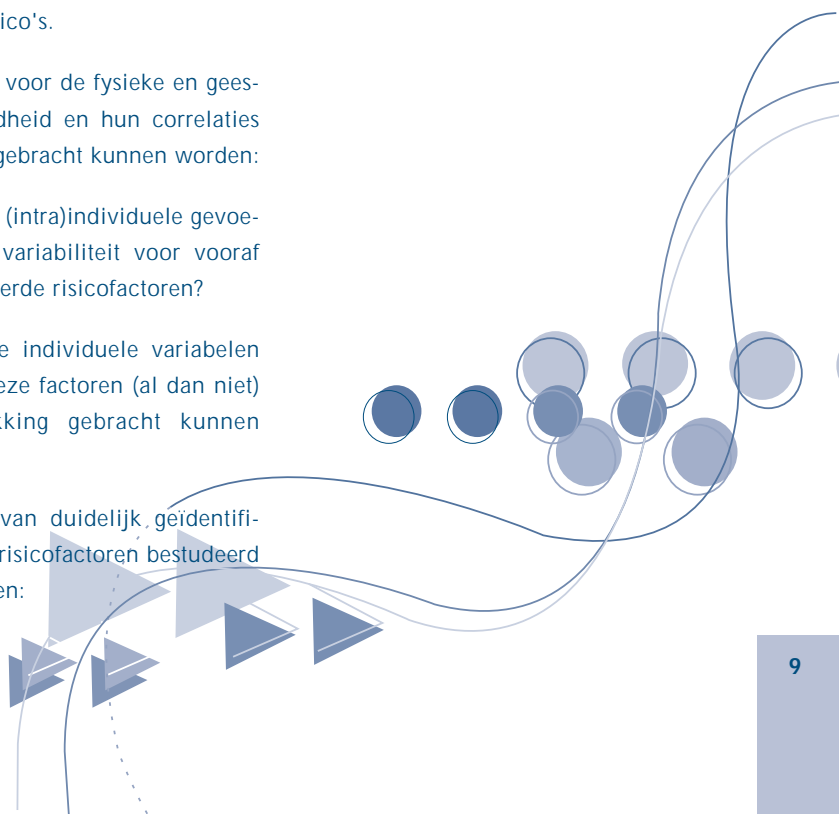 ico's.
voor de fysieke en gees-
dheid en hun correlaties
gebracht kunnen worden:
(intra)individuele gevoe-
variabiliteit voor vooraf
erde risicofactoren?
e individuele variabelen
eze factoren (al dan niet)
kking gebracht kunnen
van duidelijk geïdentifi-
risicofactoren bestudeerd
en:
9